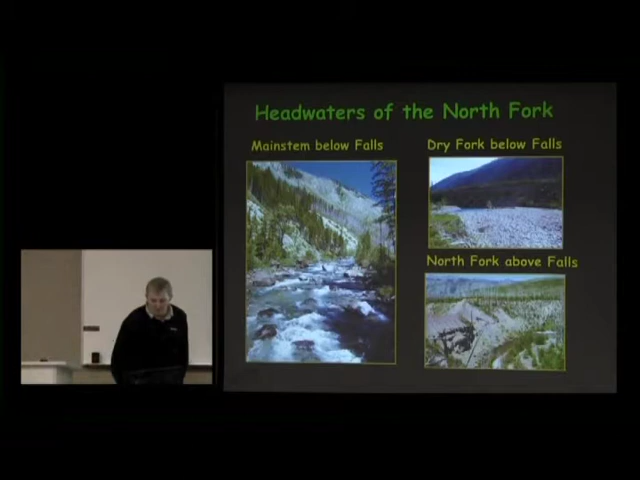 Headwaters of the North Fork
Mainstem below Falls
Dry Fork below Falls
North Fork above Falls